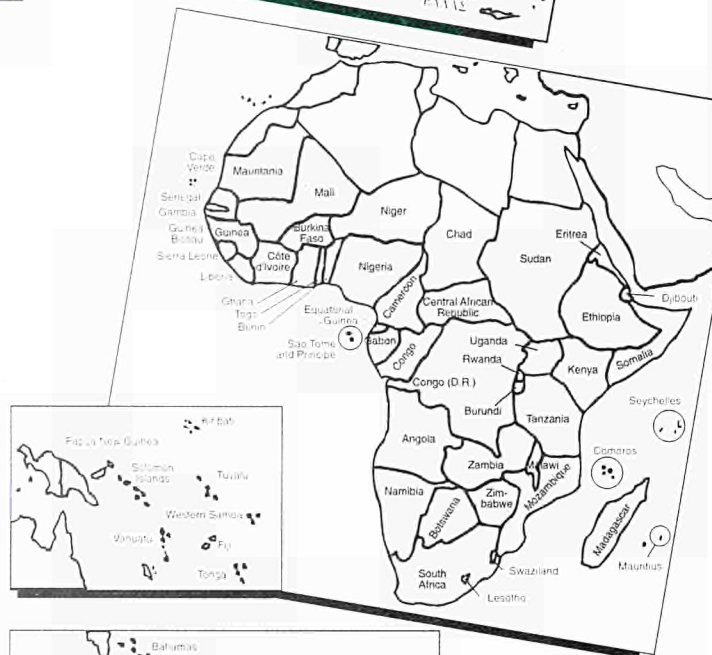 Cape
Verde
Mauritania
Senegal
Gambia
Mali
Niger
Chad
Sudan
Eritrea
Guinea
Bissau
Guinea
Burkina
Faso
Sierra Leone
Côte
d'Ivoire
Liberia
Nigeria
Cameroon
Central African
Republic
Ethiopia
Djibouti
Ghana
Togo
Benin
Equatorial
Guinea
Sao Tome
and Principe
Gabon
Congo
Congo (D.R.)
Uganda
Rwanda
Burundi
Kenya
Somalia
Tanzania
Seychelles
Comoros
Angola
Zambia
Malawi
Mozambique
Namibia
Botswana
Zim-
babwe
Madagascar
Mauritius
South
Africa
Swaziland
Lesotho
Kiribati
Papua New Guinea
Solomon
Islands
Tuvalu
Western Samoa
Vanuatu
Fiji
Tonga
Bahamas